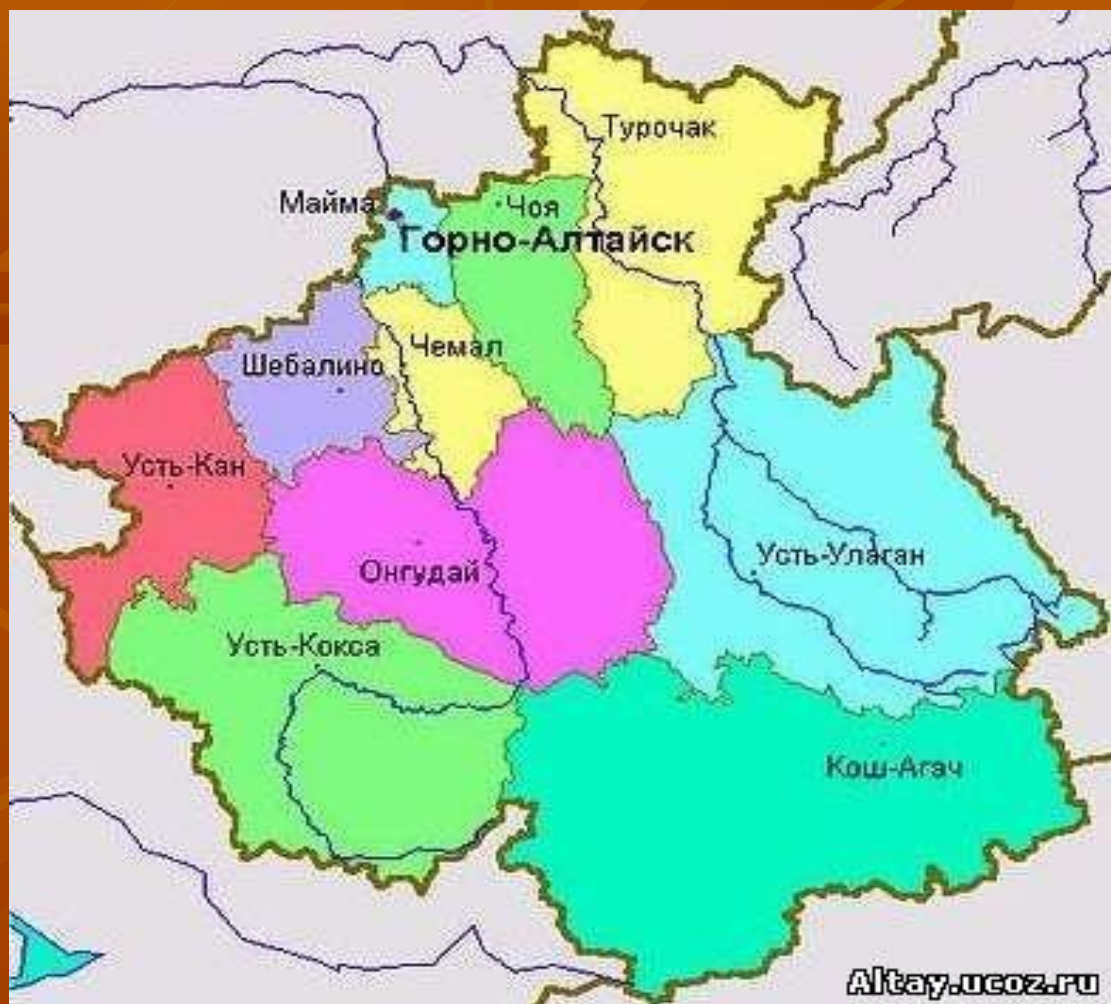 Турочак
Майма
Чоя
Горно-Алтайск
Чемал
Шебалино
Усть-Кан
Усть-Улаган
Онгудай
Усть-Кокса
Кош-Агач
Altay.ucoz.ru